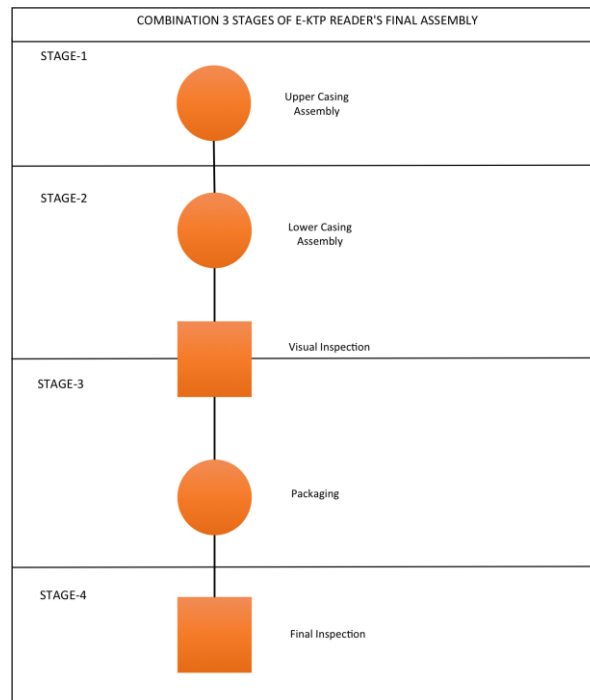 COMBINATION 3 STAGES OF E-KTP READER'S FINAL ASSEMBLY
STAGE-1
Upper Casing
Assembly
STAGE-2
Lower Casing
Assembly
Visual Inspection
STAGE-3
Packaging
STAGE-4
Final Inspection